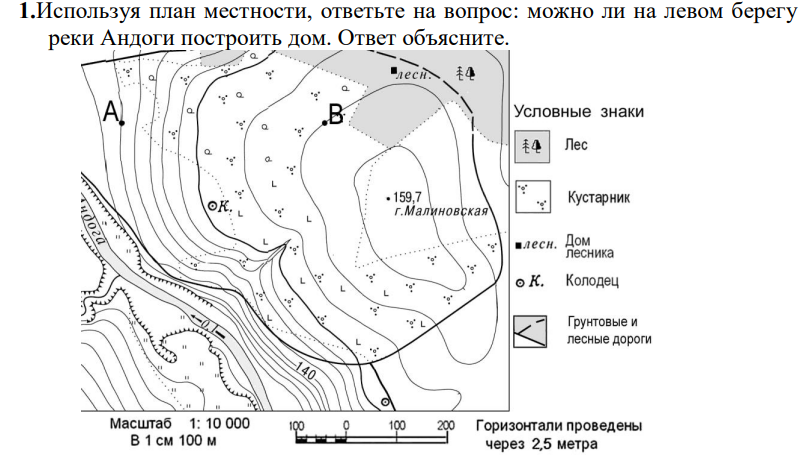 1.Используя план местности, ответьте на вопрос: можно ли на левом берегу
реки Андоги построить дом. Ответ объясните.
лесн.
А
В
К.
159,7
г.Малиновская
ндога
0,1
140
Условные знаки
Лес
Кустарник
лесн. Дом
лесника
К. Колодец
Грунтовые и
лесные дороги
Масштаб 1: 10 000
В 1 см 100 м
100 0 100 200
Горизонтали проведены
через 2,5 метра